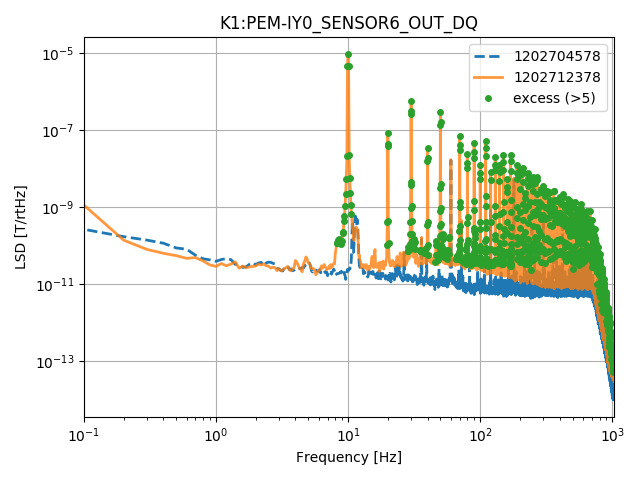 K1:PEM-IY0_SENSOR6_OUT_DQ
1202704578
1202712378
excess (>5)
LSD [T/rtHz]
10⁻⁵
10⁻⁷
10⁻⁹
10⁻¹¹
10⁻¹³
10⁻¹ 10⁰ 10¹ 10² 10³
Frequency [Hz]